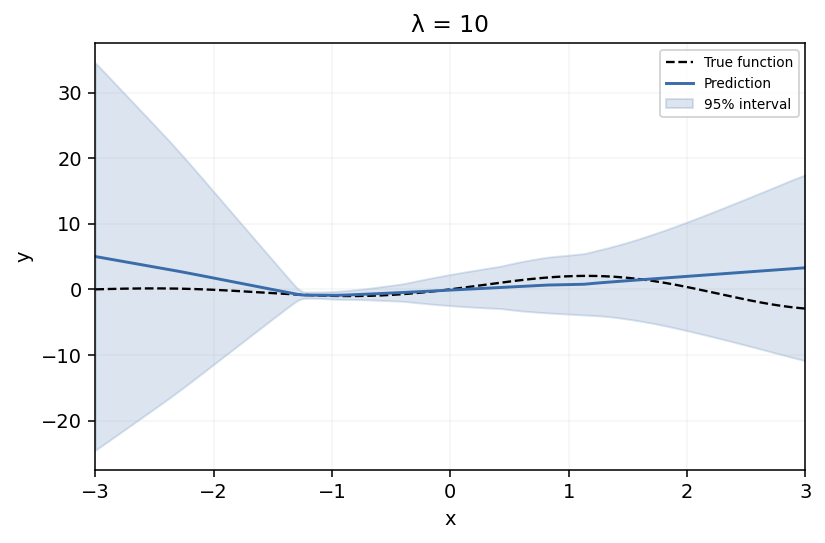 λ = 10
True function
Prediction
95% interval
y
30
20
10
0
−10
−20
−3 −2 −1 0 1 2 3
x